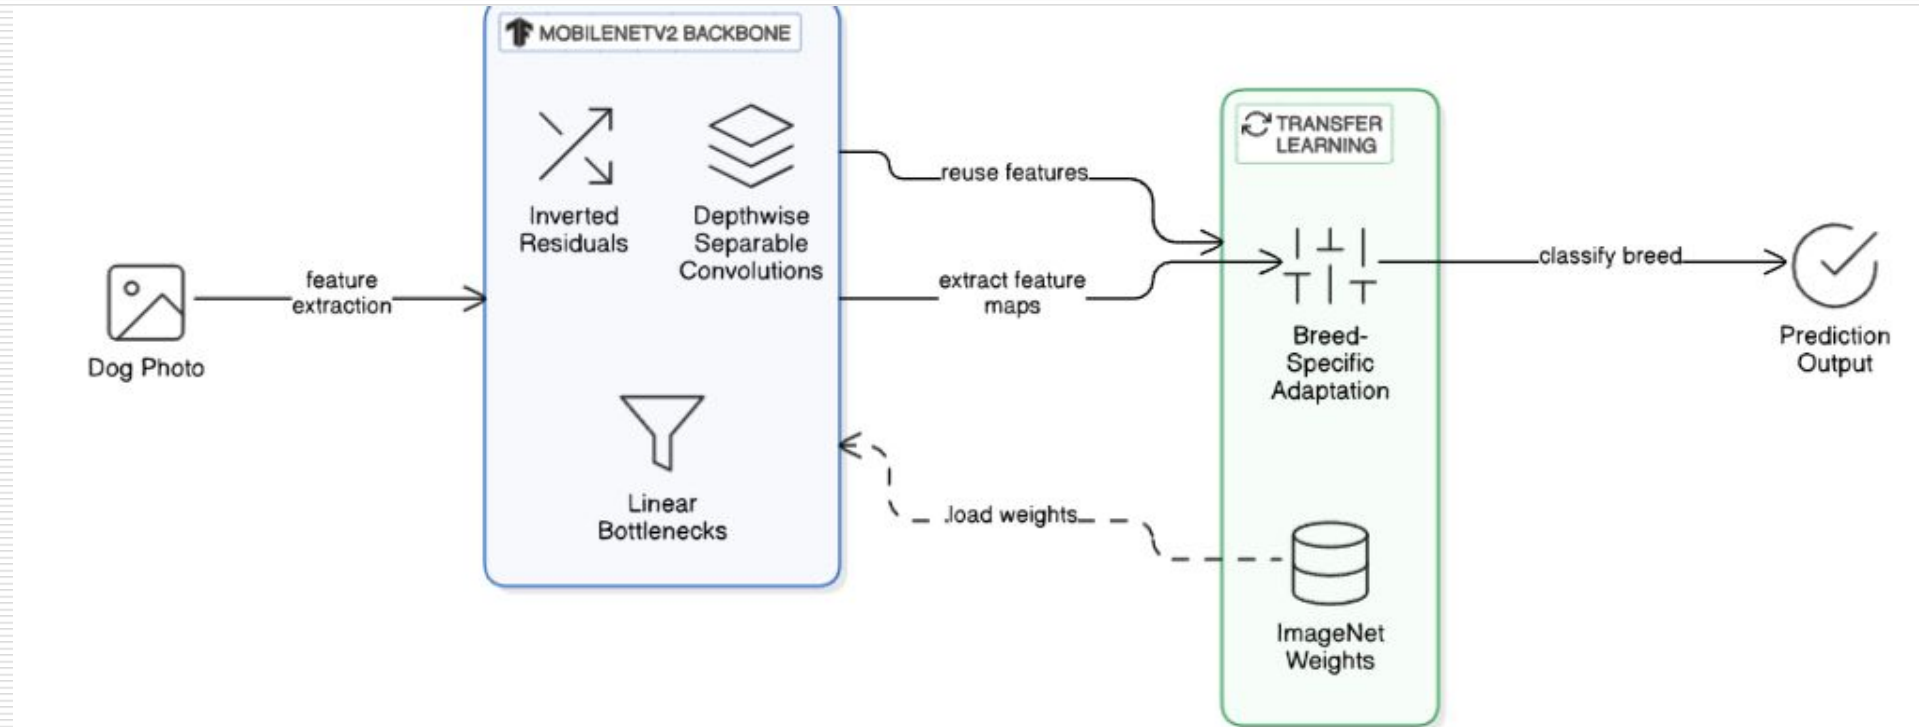 MOBILENETV2 BACKBONE
Inverted
Residuals
Depthwise
Separable
Convolutions
Linear
Bottlenecks
Dog Photo
feature
extraction
reuse features
extract feature
maps
load weights
TRANSFER
LEARNING
Breed-
Specific
Adaptation
ImageNet
Weights
classify breed
Prediction
Output